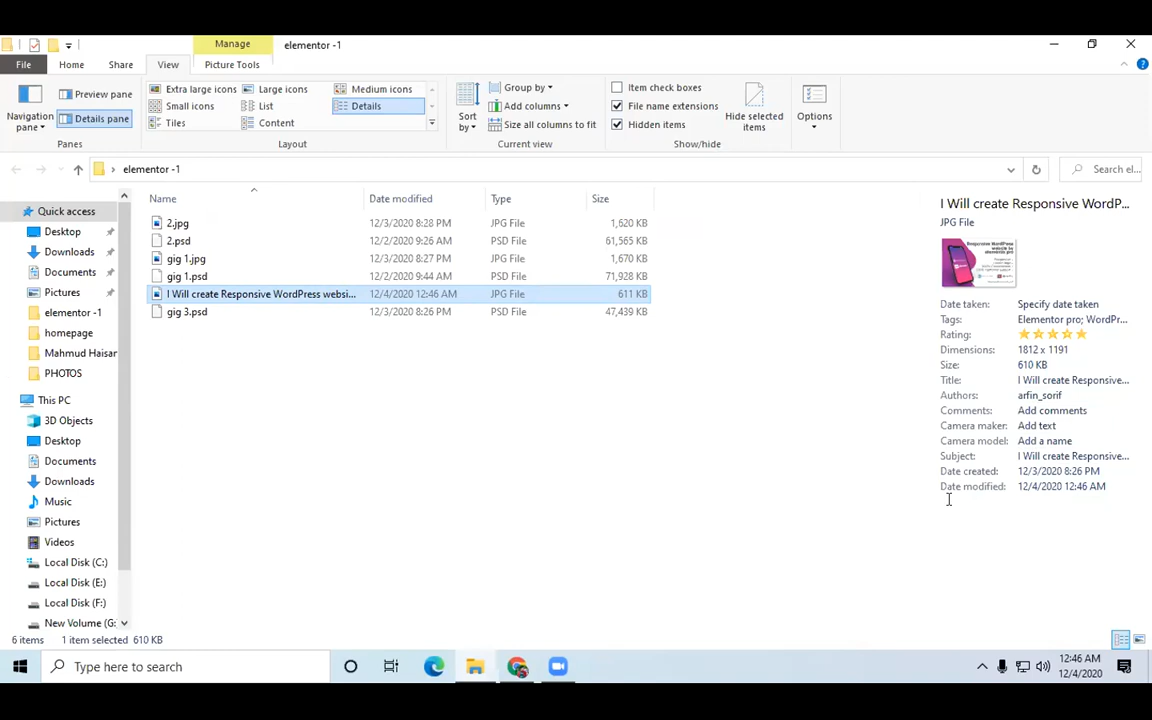 Manage
elementor -1
File
Home
Share
View
Picture Tools
Navigation pane
Preview pane
Details pane
Panes
Extra large icons
Large icons
Medium icons
Small icons
List
Details
Tiles
Content
Layout
Sort by
Group by
Add columns
Size all columns to fit
Current view
Item check boxes
File name extensions
Hidden items
Hide selected items
Show/hide
Options
elementor -1
Search el...
Quick access
Desktop
Downloads
Documents
Pictures
elementor -1
homepage
Mahmud Haisan
PHOTOS
This PC
3D Objects
Desktop
Documents
Downloads
Music
Pictures
Videos
Local Disk (C:)
Local Disk (E:)
Local Disk (F:)
New Volume (G:
Name Date modified Type Size
2.jpg 12/3/2020 8:28 PM JPG File 1,620 KB
2.psd 12/2/2020 9:26 AM PSD File 61,565 KB
gig 1.jpg 12/3/2020 8:27 PM JPG File 1,670 KB
gig 1.psd 12/2/2020 9:44 AM PSD File 71,928 KB
I Will create Responsive WordPress websi... 12/4/2020 12:46 AM JPG File 611 KB
gig 3.psd 12/3/2020 8:26 PM PSD File 47,439 KB
I Will create Responsive WordP...
JPG File
Responsive WordPress
Date taken: Specify date taken
Tags: Elementor pro; WordPr...
Rating:
Dimensions: 1812 x 1191
Size: 610 KB
Title: I Will create Responsive...
Authors: arfin_sorif
Comments: Add comments
Camera maker: Add text
Camera model: Add a name
Subject: I Will create Responsive...
Date created: 12/3/2020 8:26 PM
Date modified: 12/4/2020 12:46 AM
6 items 1 item selected 610 KB
Type here to search
12:46 AM
12/4/2020